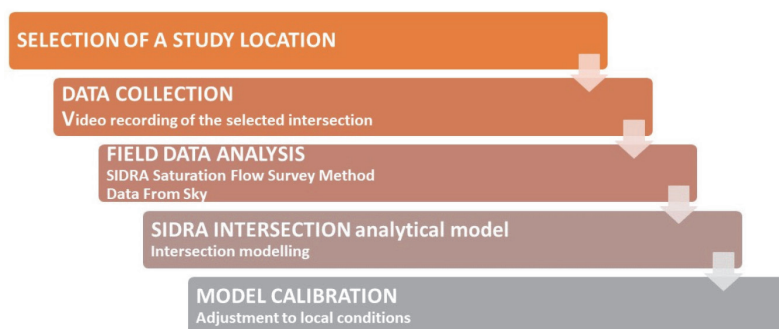 SELECTION OF A STUDY LOCATION
DATA COLLECTION
Video recording of the selected intersection
FIELD DATA ANALYSIS
SIDRA Saturation Flow Survey Method
Data From Sky
SIDRA INTERSECTION analytical model
Intersection modelling
MODEL CALIBRATION
Adjustment to local conditions